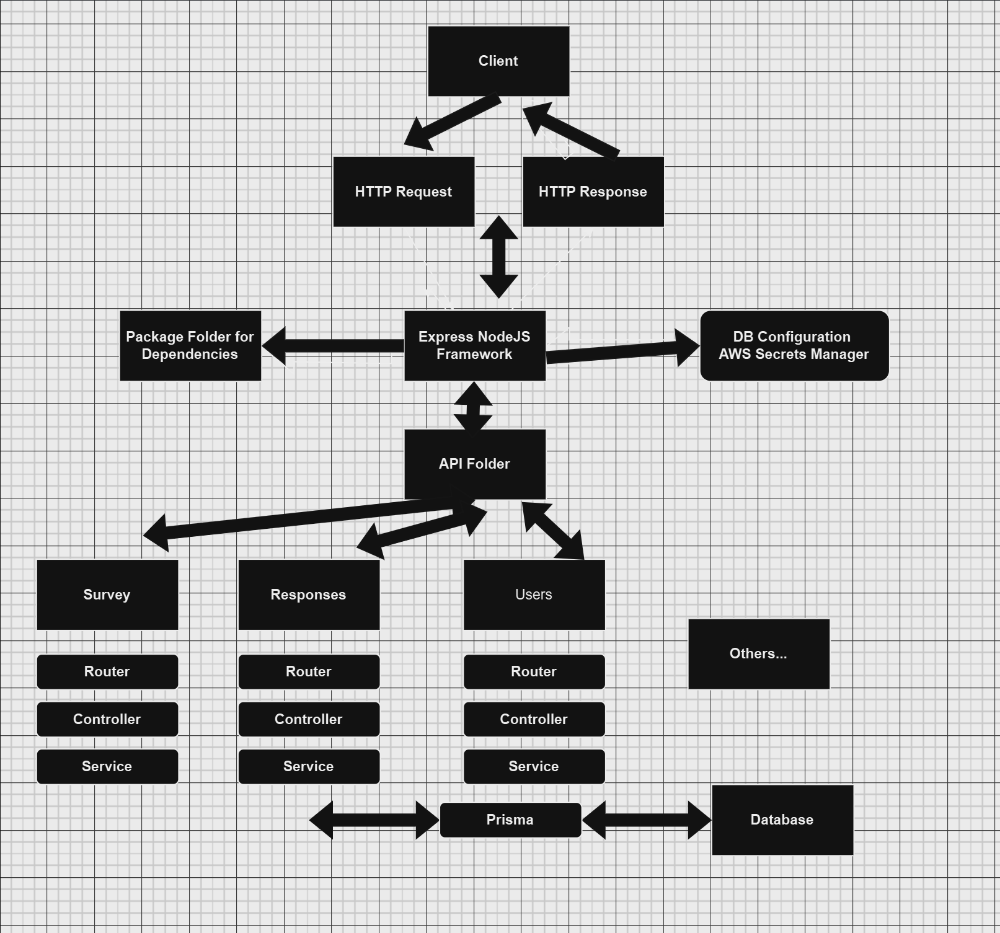 Client
HTTP Request
HTTP Response
Package Folder for
Dependencies
Express NodeJS
Framework
DB Configuration
AWS Secrets Manager
API Folder
Survey
Responses
Users
Others...
Router
Router
Router
Controller
Controller
Controller
Service
Service
Service
Prisma
Database